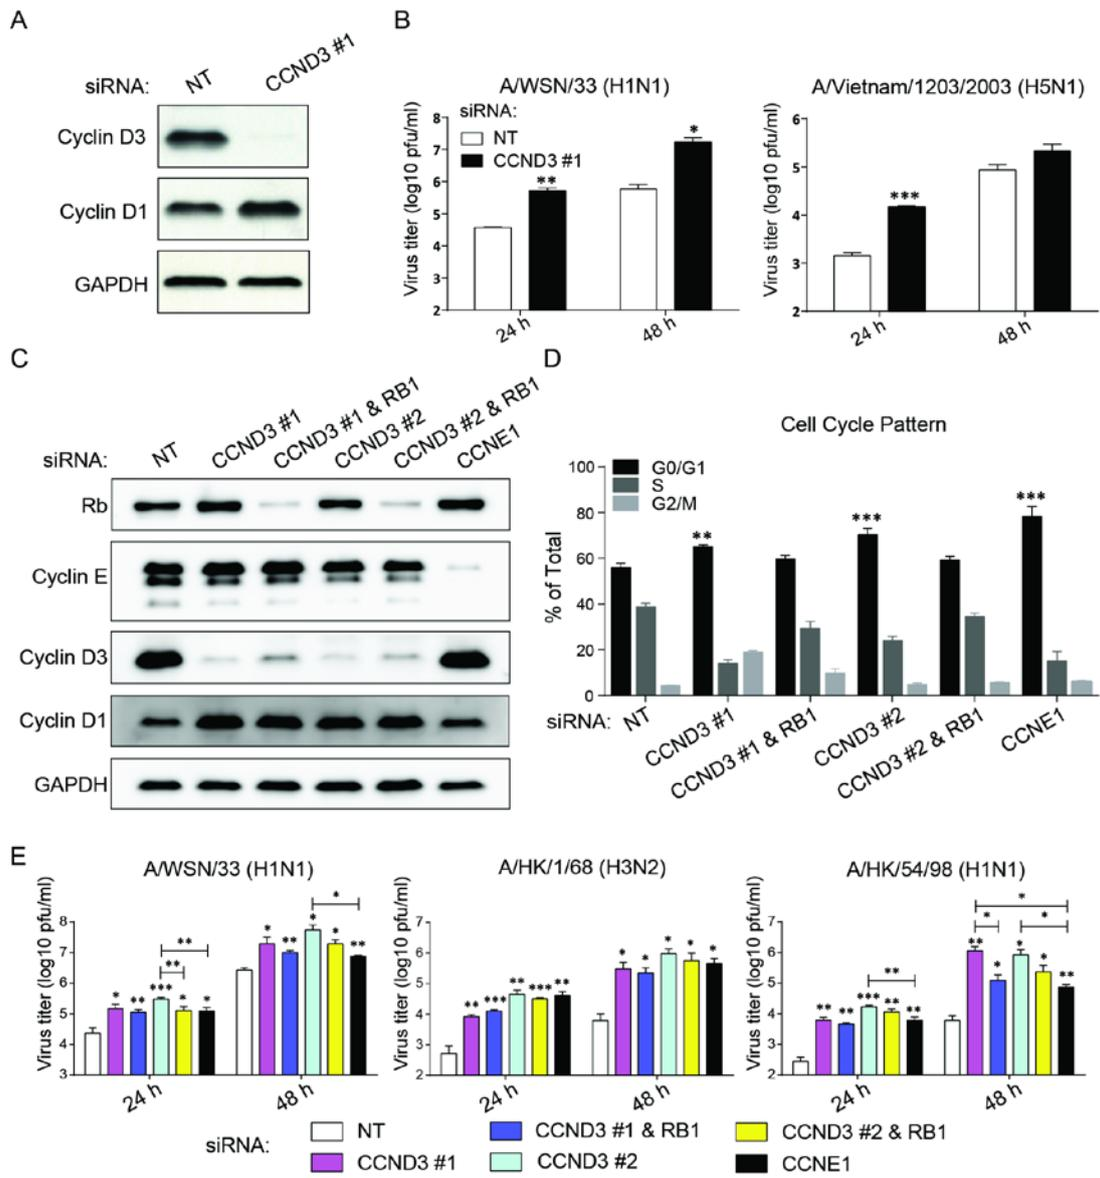 A
siRNA: NT CCND3 #1
Cyclin D3
Cyclin D1
GAPDH
B
A/WSN/33 (H1N1)
siRNA:
NT
CCND3 #1
Virus titer (log10 pfu/ml)
8
7
6
5
4
3
2
** *
24 h 48 h
A/Vietnam/1203/2003 (H5N1)
Virus titer (log10 pfu/ml)
6
5
4
3
2
***
24 h 48 h
C
siRNA: NT CCND3 #1 CCND3 #1 & RB1 CCND3 #2 CCND3 #2 & RB1 CCNE1
Rb
Cyclin E
Cyclin D3
Cyclin D1
GAPDH
D
Cell Cycle Pattern
G0/G1
S
G2/M
% of Total
100
80
60
40
20
0
** *** ***
siRNA: NT CCND3 #1 CCND3 #1 & RB1 CCND3 #2 CCND3 #2 & RB1 CCNE1
E
A/WSN/33 (H1N1)
Virus titer (log10 pfu/ml)
8
7
6
5
4
3
*
**
**
* ** *** * *
* ** * * **
24 h 48 h
A/HK/1/68 (H3N2)
Virus titer (log10 pfu/ml)
7
6
5
4
3
2
** *** ** *** **
* * * * *
24 h 48 h
A/HK/54/98 (H1N1)
Virus titer (log10 pfu/ml)
7
6
5
4
3
2
*
* *
**
** ** *** ** **
** * * * **
24 h 48 h
siRNA:
NT
CCND3 #1 & RB1
CCND3 #2 & RB1
CCND3 #1
CCND3 #2
CCNE1